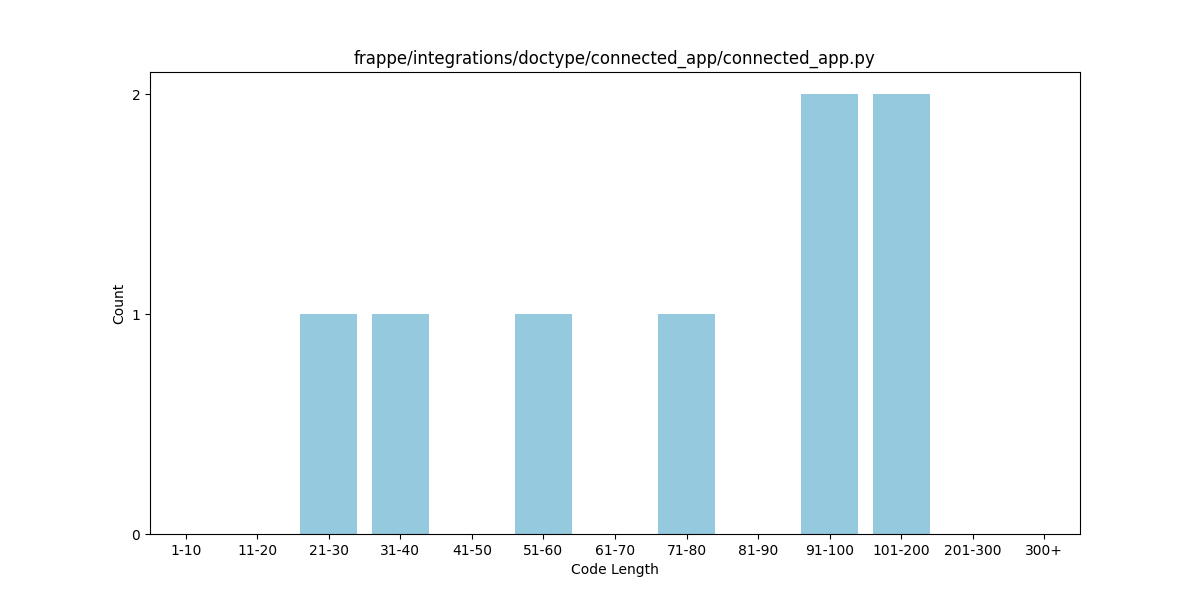 frappe/integrations/doctype/connected_app/connected_app.py
Count
2
1
0
1-10 11-20 21-30 31-40 41-50 51-60 61-70 71-80 81-90 91-100 101-200 201-300 300+
Code Length